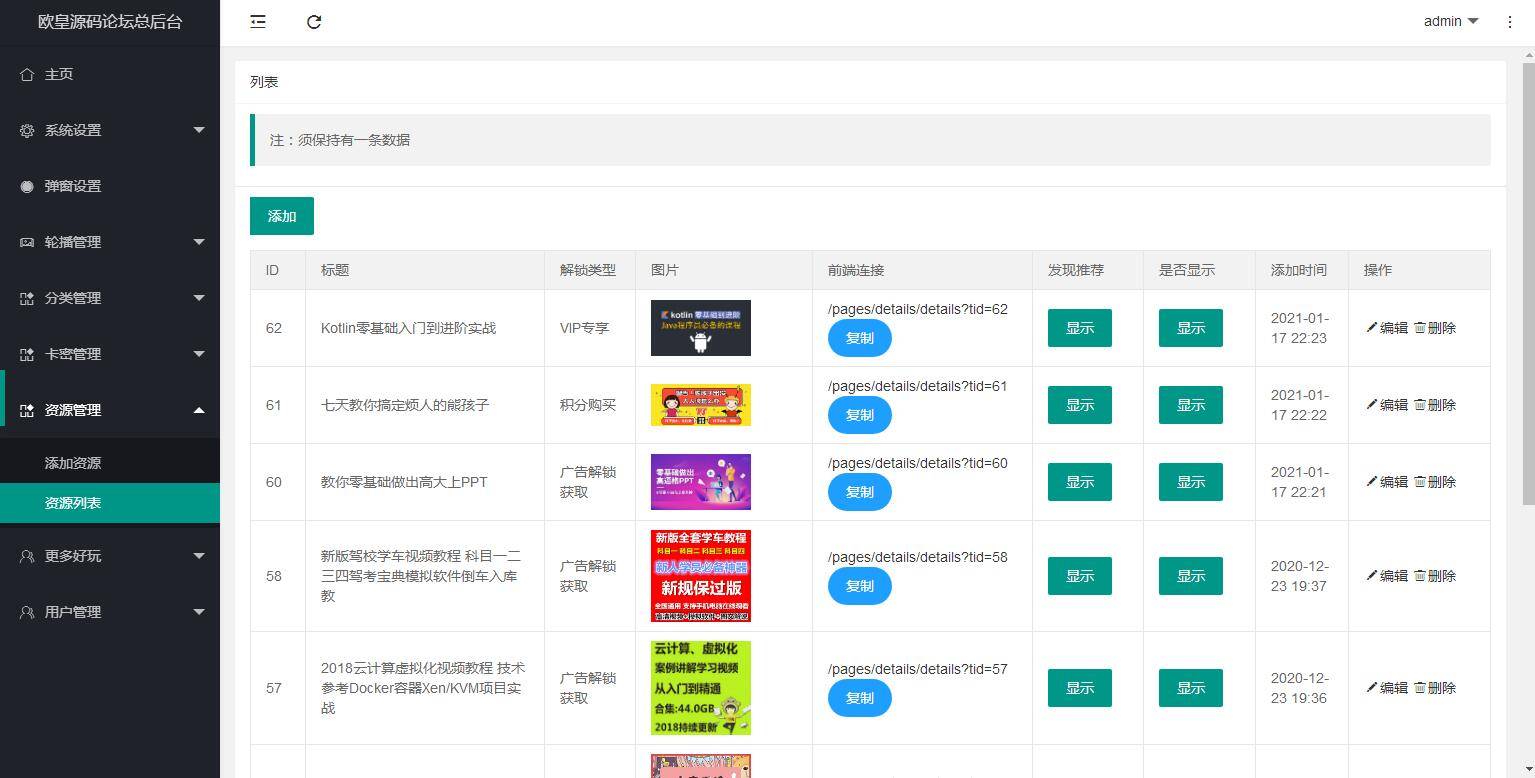 欧皇源码论坛总后台
admin
主页
系统设置
弹窗设置
轮播管理
分类管理
卡密管理
资源管理
添加资源
资源列表
更多好玩
用户管理
列表
注：须保持有一条数据
添加
ID 标题 解锁类型 图片 前端连接 发现推荐 是否显示 添加时间 操作
62 Kotlin零基础入门到进阶实战 VIP专享
kotlin 零基础到进阶
Java程序员必备的课程
/pages/details/details?tid=62
复制
显示 显示
2021-01-
17 22:23
编辑 删除
61 七天教你搞定烦人的熊孩子 积分购买
/pages/details/details?tid=61
复制
显示 显示
2021-01-
17 22:22
编辑 删除
60 教你零基础做出高大上PPT
广告解锁
获取
零基础做出
高逼格PPT
/pages/details/details?tid=60
复制
显示 显示
2021-01-
17 22:21
编辑 删除
58
新版驾校学车视频教程 科目一二
三四驾考宝典模拟软件倒车入库
教
广告解锁
获取
新版全套学车教程
科目一 科目二 科目三 科目四
新人学员必备神器
新规保过版
全国通用 支持手机电脑在线观看
/pages/details/details?tid=58
复制
显示 显示
2020-12-
23 19:37
编辑 删除
57
2018云计算虚拟化视频教程 技术
参考Docker容器Xen/KVM项目实
战
广告解锁
获取
云计算、虚拟化
案例讲解学习视频
从入门到精通
合集:44.0GB
2018持续更新
/pages/details/details?tid=57
复制
显示 显示
2020-12-
23 19:36
编辑 删除